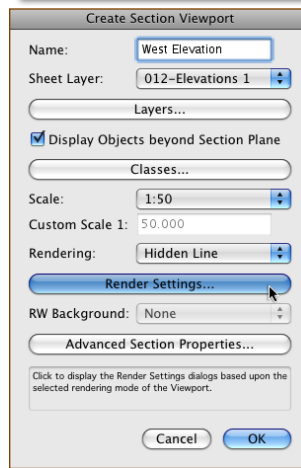 Create Section Viewport
Name: West Elevation
Sheet Layer: 012-Elevations 1
Layers...
Display Objects beyond Section Plane
Classes...
Scale: 1:50
Custom Scale 1: 50.000
Rendering: Hidden Line
Render Settings...
RW Background: None
Advanced Section Properties...
Click to display the Render Settings dialogs based upon the
selected rendering mode of the Viewport.
Cancel OK